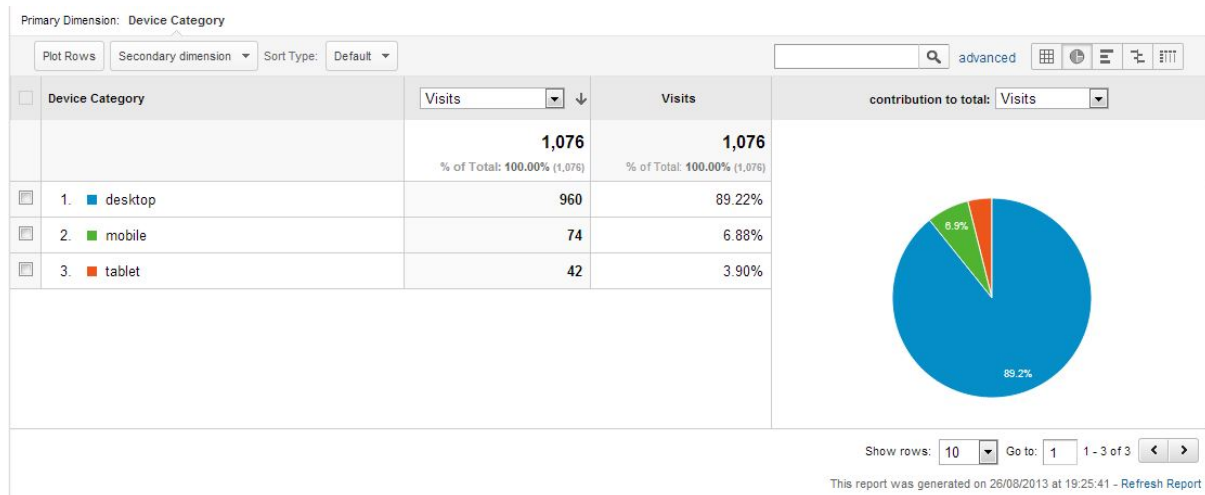 Primary Dimension: Device Category
Plot Rows Secondary dimension Sort Type: Default advanced
Device Category Visits Visits contribution to total: Visits
1,076 1,076
% of Total: 100.00% (1,076) % of Total: 100.00% (1,076)
1. desktop 960 89.22%
2. mobile 74 6.88%
3. tablet 42 3.90%
6.9%
89.2%
Show rows: 10 Go to: 1 1 - 3 of 3
This report was generated on 26/08/2013 at 19:25:41 - Refresh Report